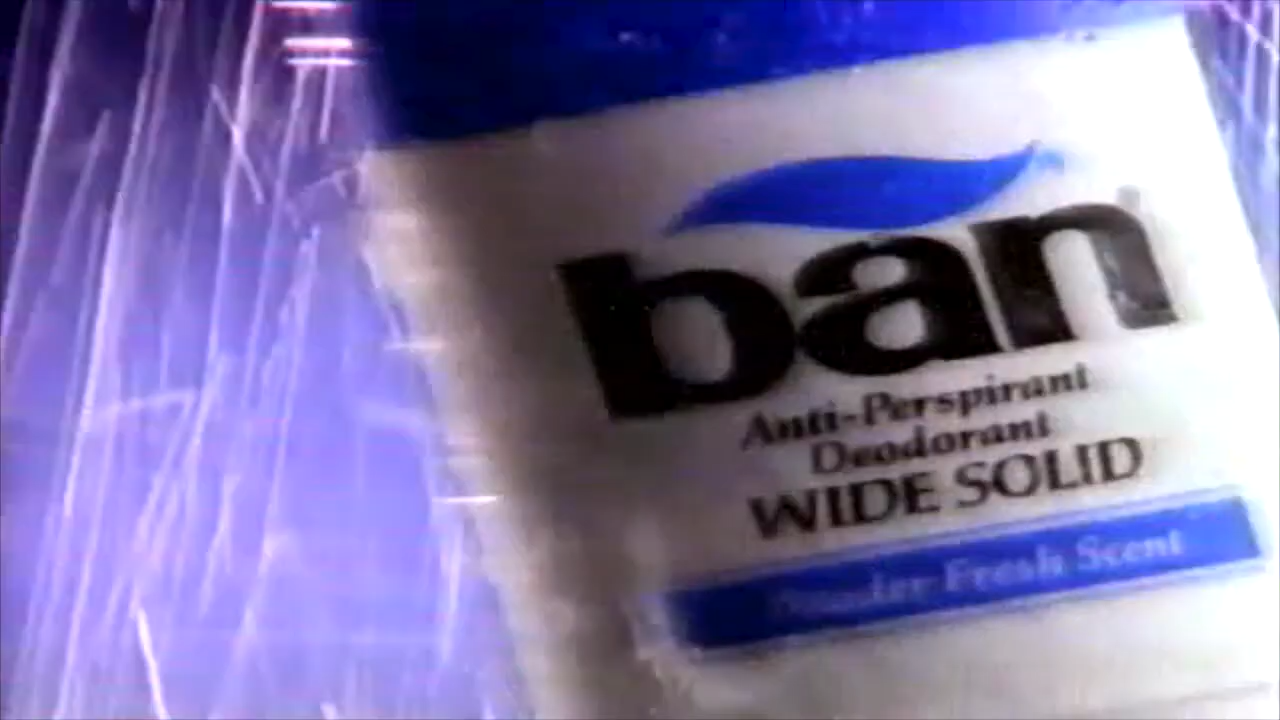 ban
Anti-Perspirant
Deodorant
WIDE SOLID
Powder Fresh Scent